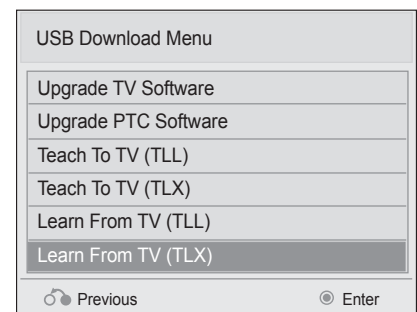 USB Download Menu
Upgrade TV Software
Upgrade PTC Software
Teach To TV (TLL)
Teach To TV (TLX)
Learn From TV (TLL)
Learn From TV (TLX)
Previous Enter